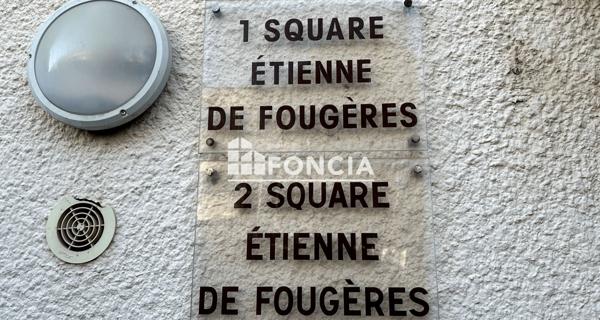 1 SQUARE
ÉTIENNE
DE FOUGÈRES
FONCIA
2 SQUARE
ÉTIENNE
DE FOUGÈRES